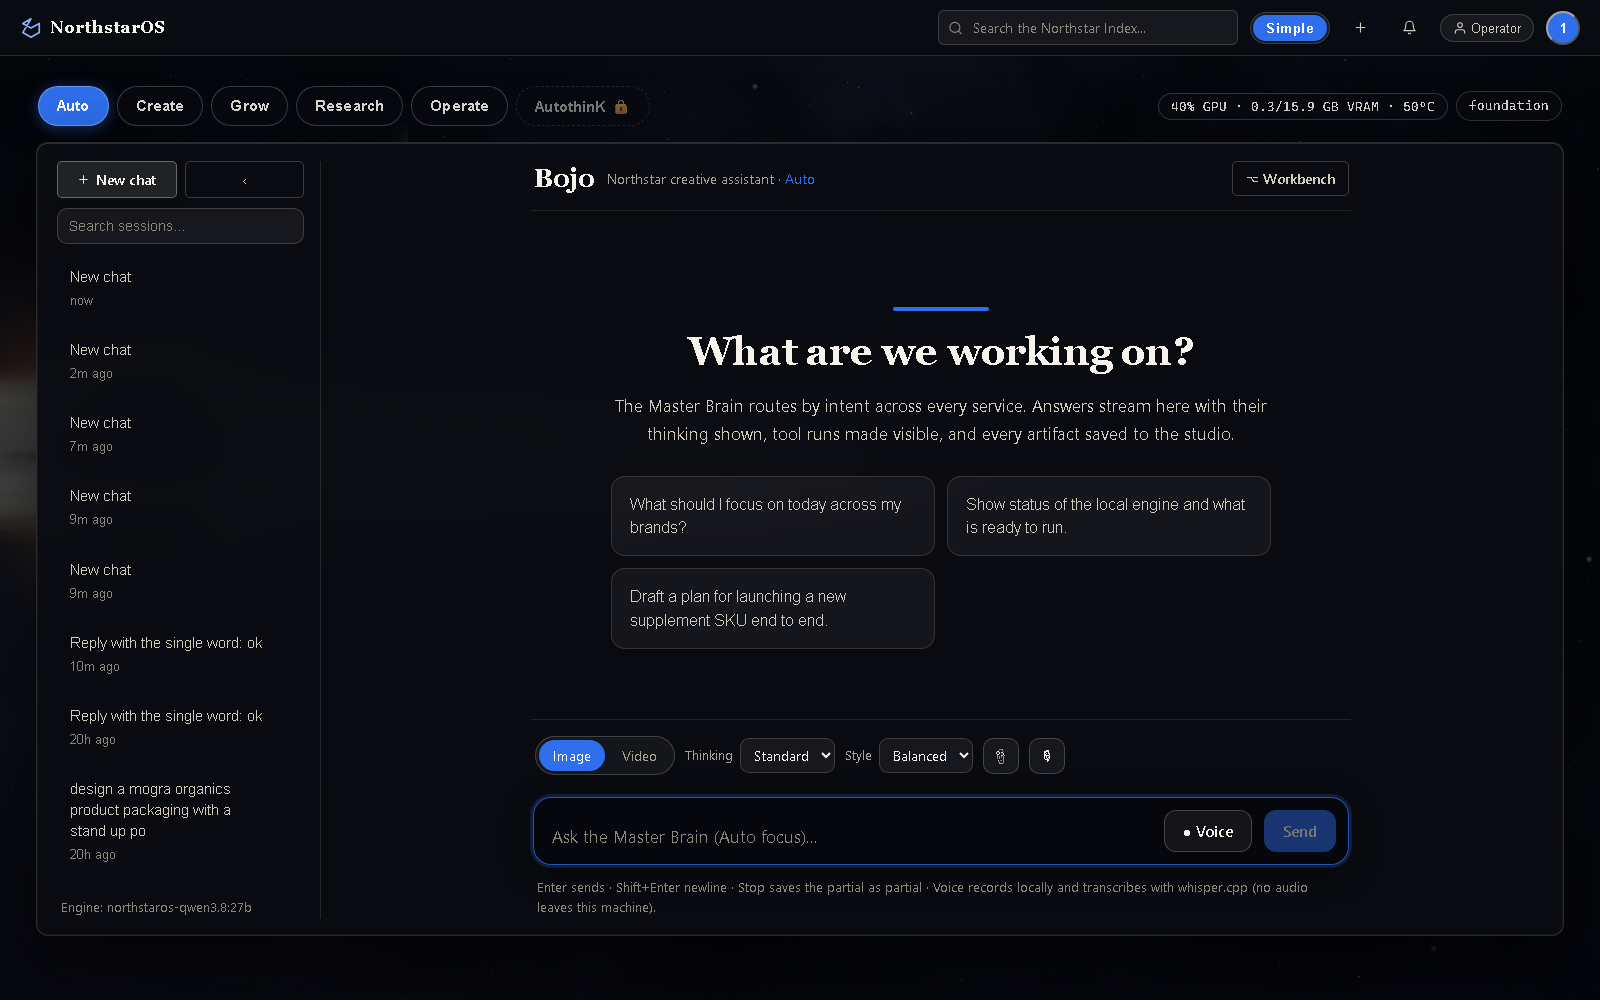 NorthstarOS
Search the Northstar Index...
Simple
+
Operator
1
Auto
Create
Grow
Research
Operate
AutothinK
40% GPU · 0.3/15.9 GB VRAM · 50°C
foundation
+ New chat
‹
Search sessions...
New chat
now
New chat
2m ago
New chat
7m ago
New chat
9m ago
New chat
9m ago
Reply with the single word: ok
10m ago
Reply with the single word: ok
20h ago
design a mogra organics
product packaging with a
stand up po
20h ago
Engine: northstaros-qwen3.8:27b
Bojo
Northstar creative assistant · Auto
⌥ Workbench
What are we working on?
The Master Brain routes by intent across every service. Answers stream here with their
thinking shown, tool runs made visible, and every artifact saved to the studio.
What should I focus on today across my
brands?
Show status of the local engine and what
is ready to run.
Draft a plan for launching a new
supplement SKU end to end.
Image
Video
Thinking
Standard
Style
Balanced
Ask the Master Brain (Auto focus)...
● Voice
Send
Enter sends · Shift+Enter newline · Stop saves the partial as partial · Voice records locally and transcribes with whisper.cpp (no audio
leaves this machine).